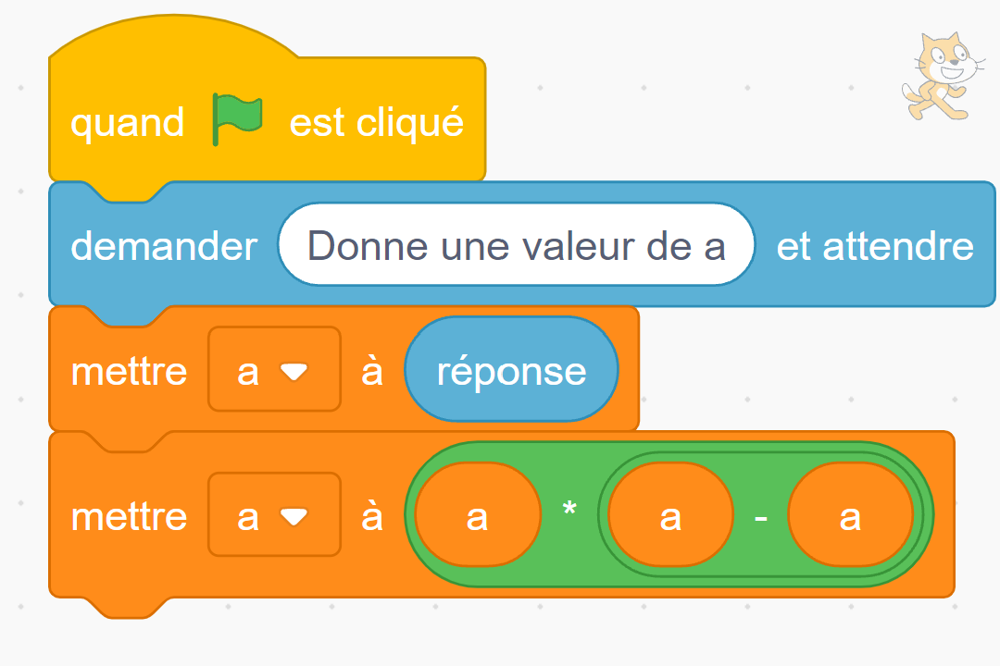 quand est cliqué
demander Donne une valeur de a et attendre
mettre a à réponse
mettre a à a * a - a